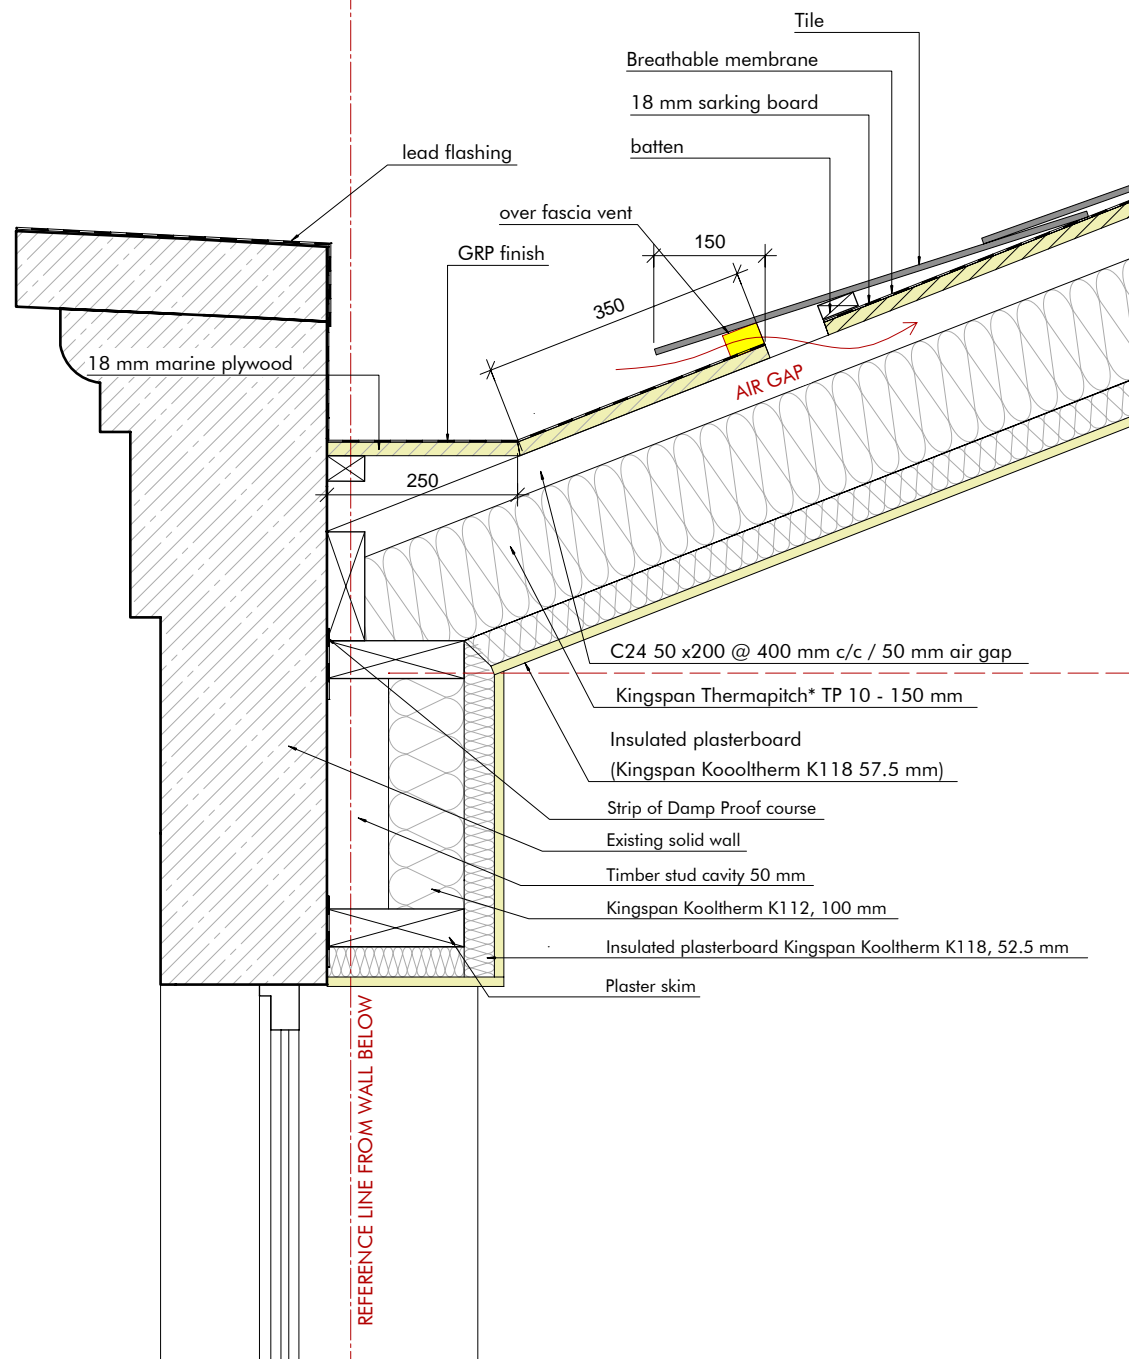 Tile
Breathable membrane
18 mm sarking board
batten
lead flashing
over fascia vent
GRP finish
150
350
18 mm marine plywood
AIR GAP
250
C24 50 x200 @ 400 mm c/c / 50 mm air gap
Kingspan Thermapitch* TP 10 - 150 mm
Insulated plasterboard
(Kingspan Koooltherm K118 57.5 mm)
Strip of Damp Proof course
Existing solid wall
Timber stud cavity 50 mm
Kingspan Kooltherm K112, 100 mm
Insulated plasterboard Kingspan Kooltherm K118, 52.5 mm
Plaster skim
REFERENCE LINE FROM WALL BELOW